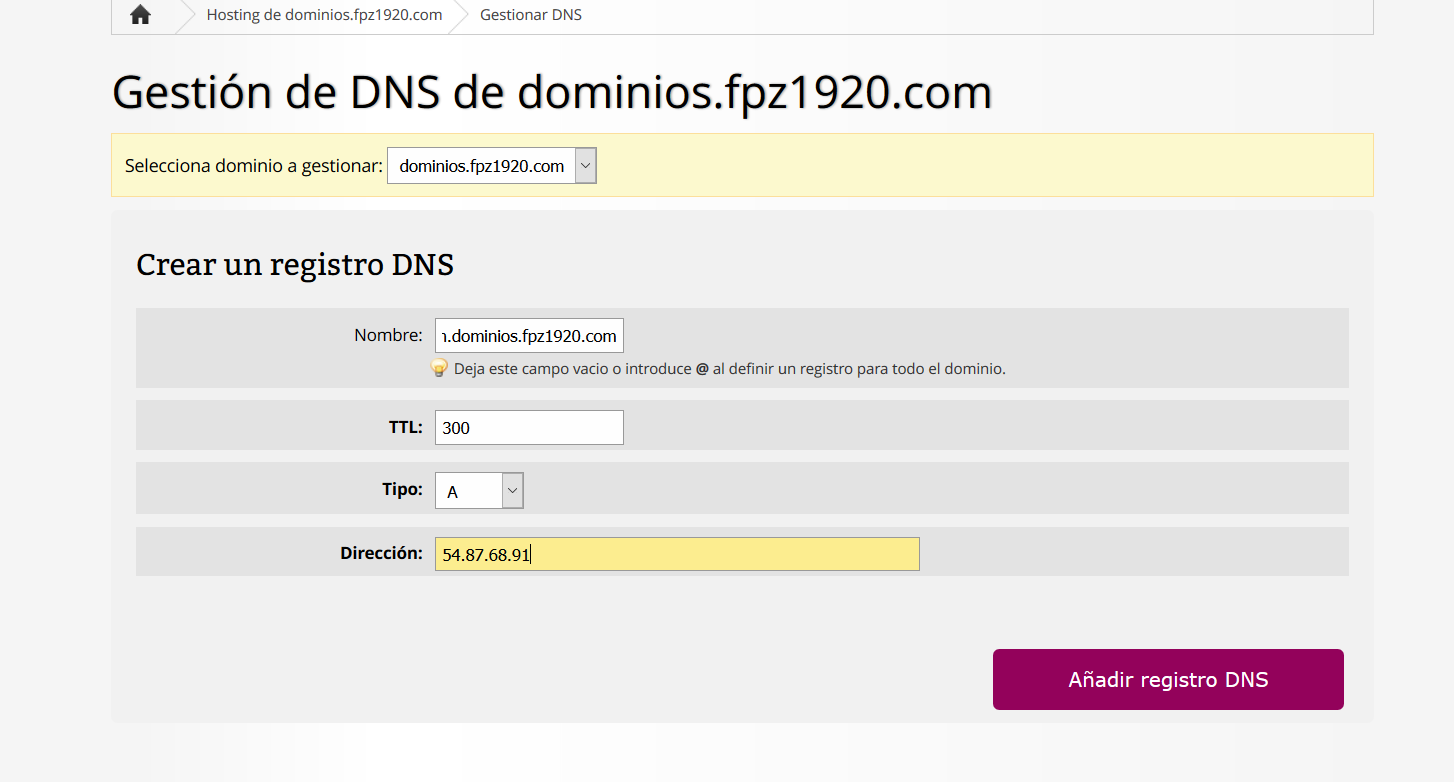 Hosting de dominios.fpz1920.com Gestionar DNS
Gestión de DNS de dominios.fpz1920.com
Selecciona dominio a gestionar: dominios.fpz1920.com
Crear un registro DNS
Nombre: .dominios.fpz1920.com
Deja este campo vacio o introduce @ al definir un registro para todo el dominio.
TTL: 300
Tipo: A
Dirección: 54.87.68.91
Añadir registro DNS